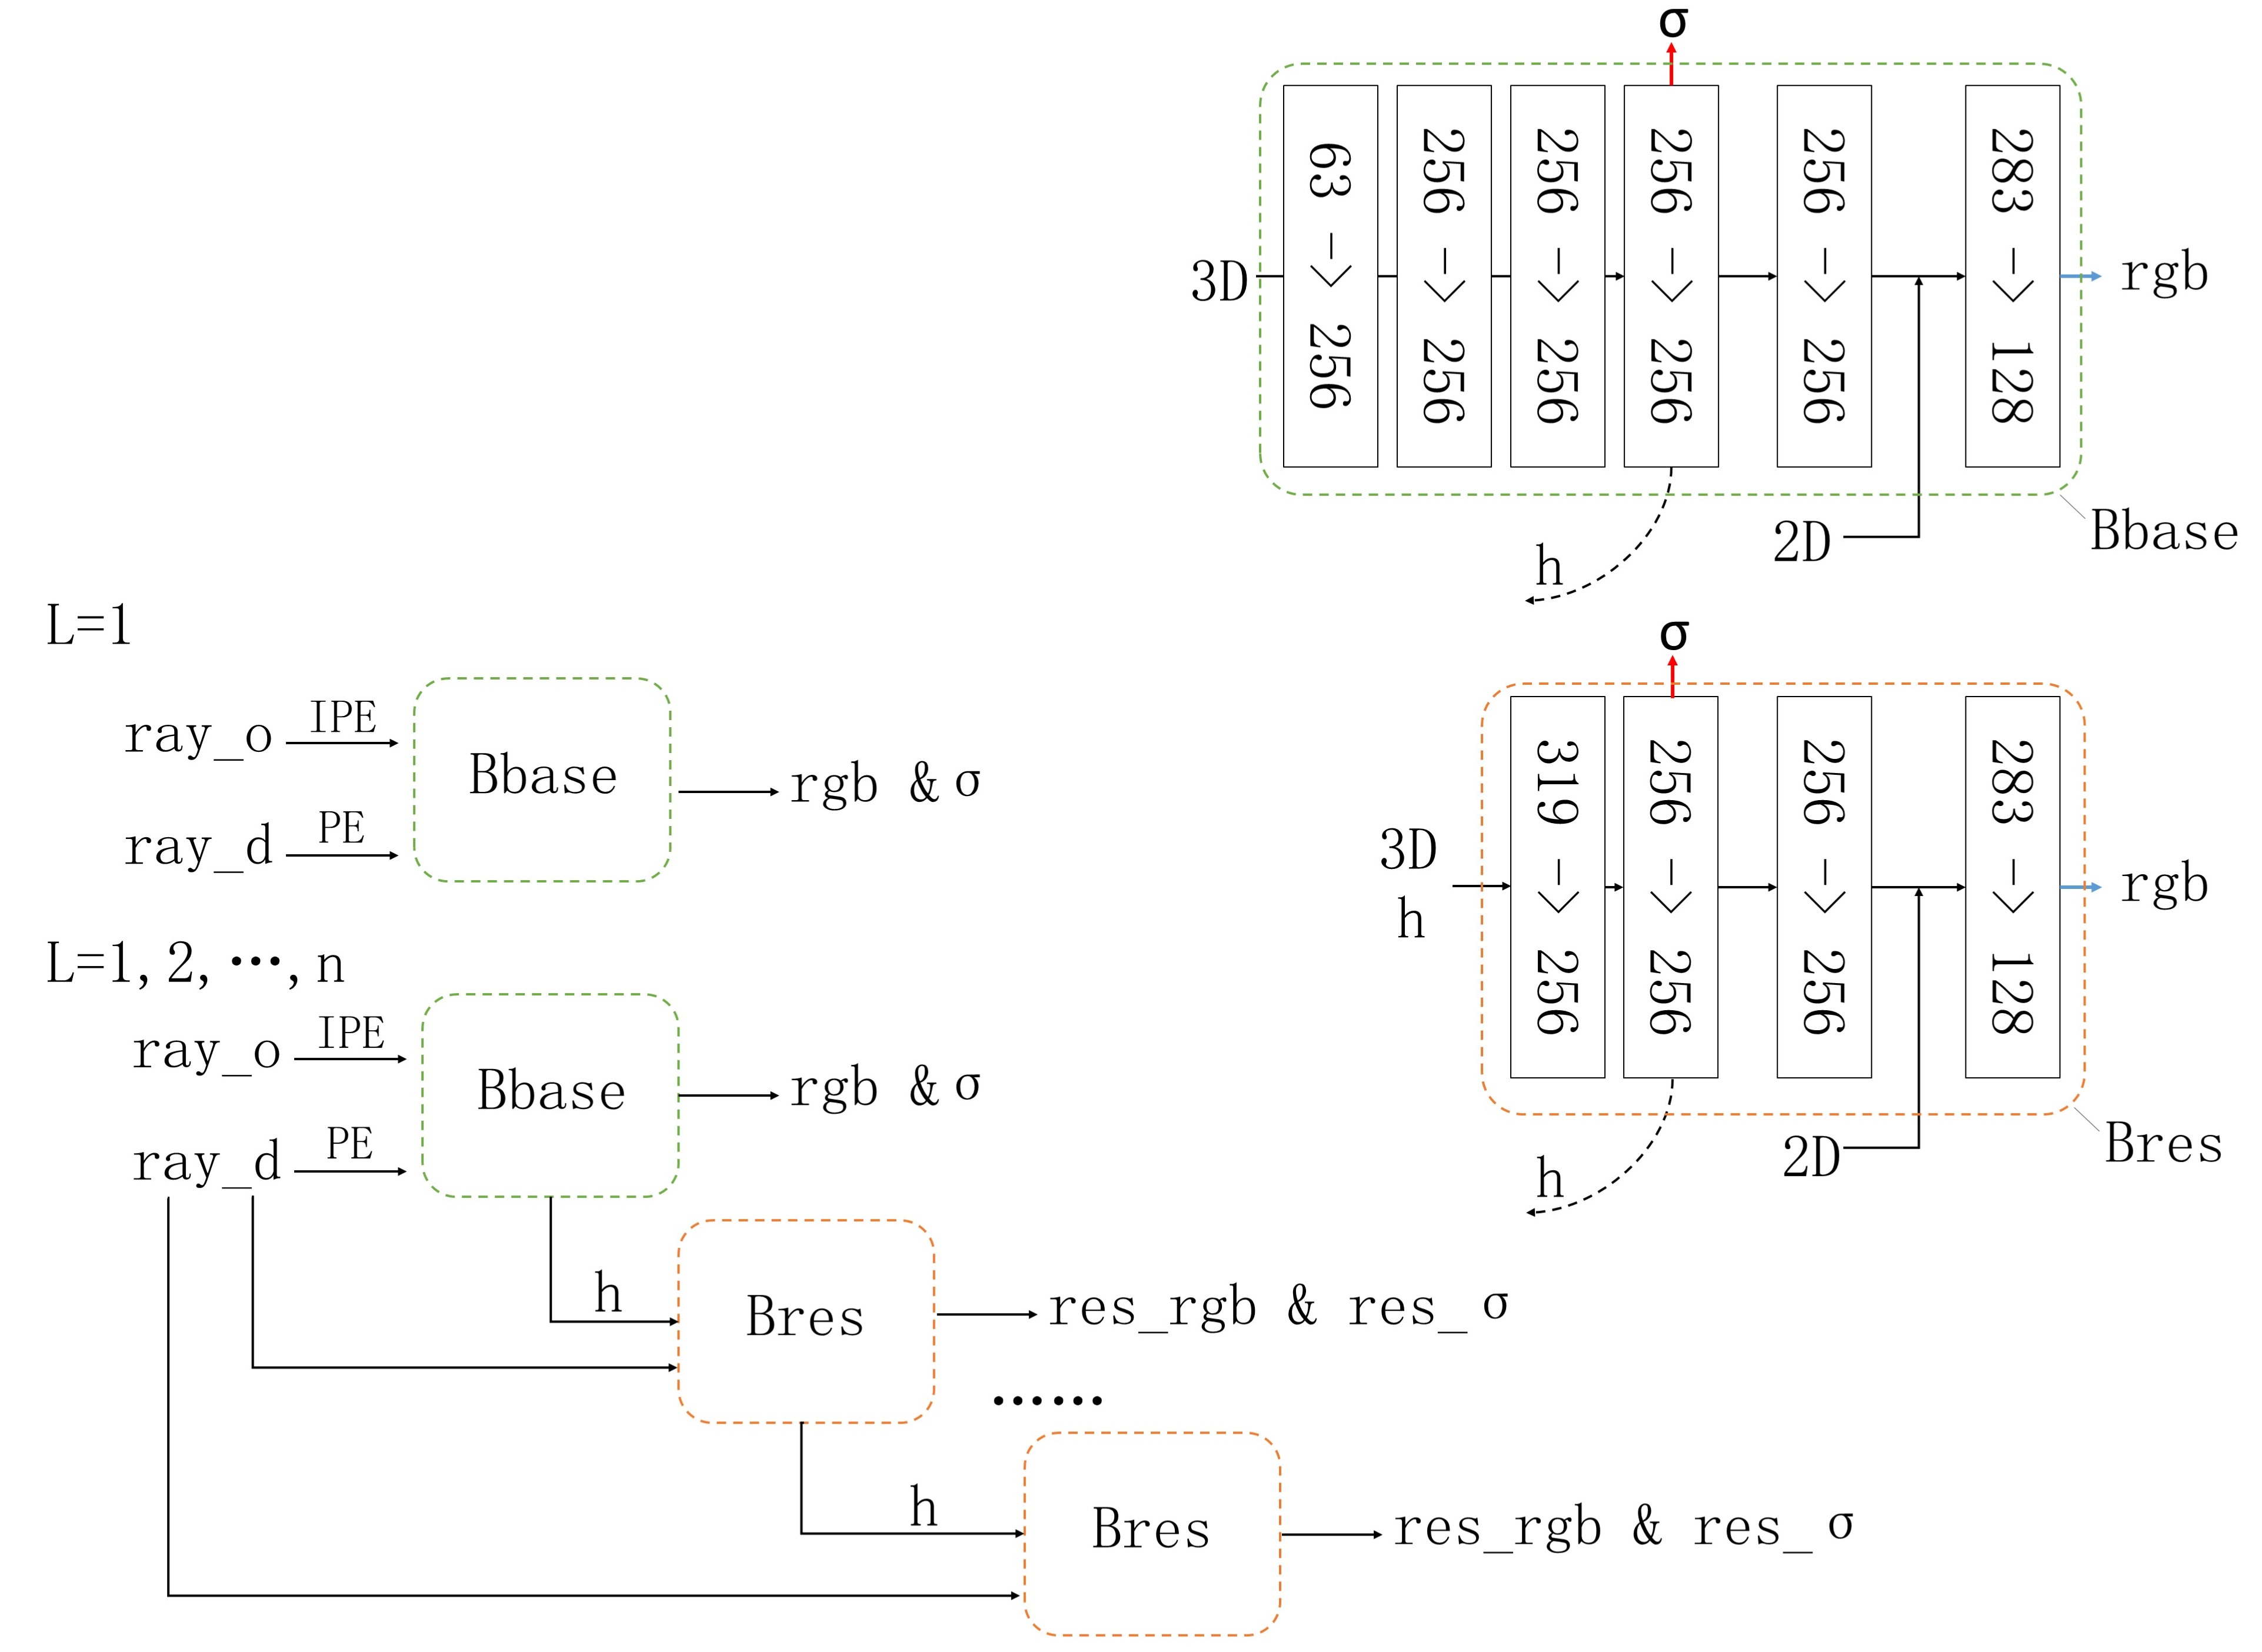 σ
63 -> 256
256 -> 256
256 -> 256
256 -> 256
256 -> 256
283 -> 128
3D
rgb
2D
Bbase
h
L=1
σ
ray_o
IPE
Bbase
rgb & σ
ray_d
PE
319 -> 256
256 -> 256
256 -> 256
283 -> 128
3D
h
rgb
2D
Bres
h
L=1,2,…,n
ray_o
IPE
Bbase
rgb & σ
ray_d
PE
h
Bres
res_rgb & res_σ
……
h
Bres
res_rgb & res_σ